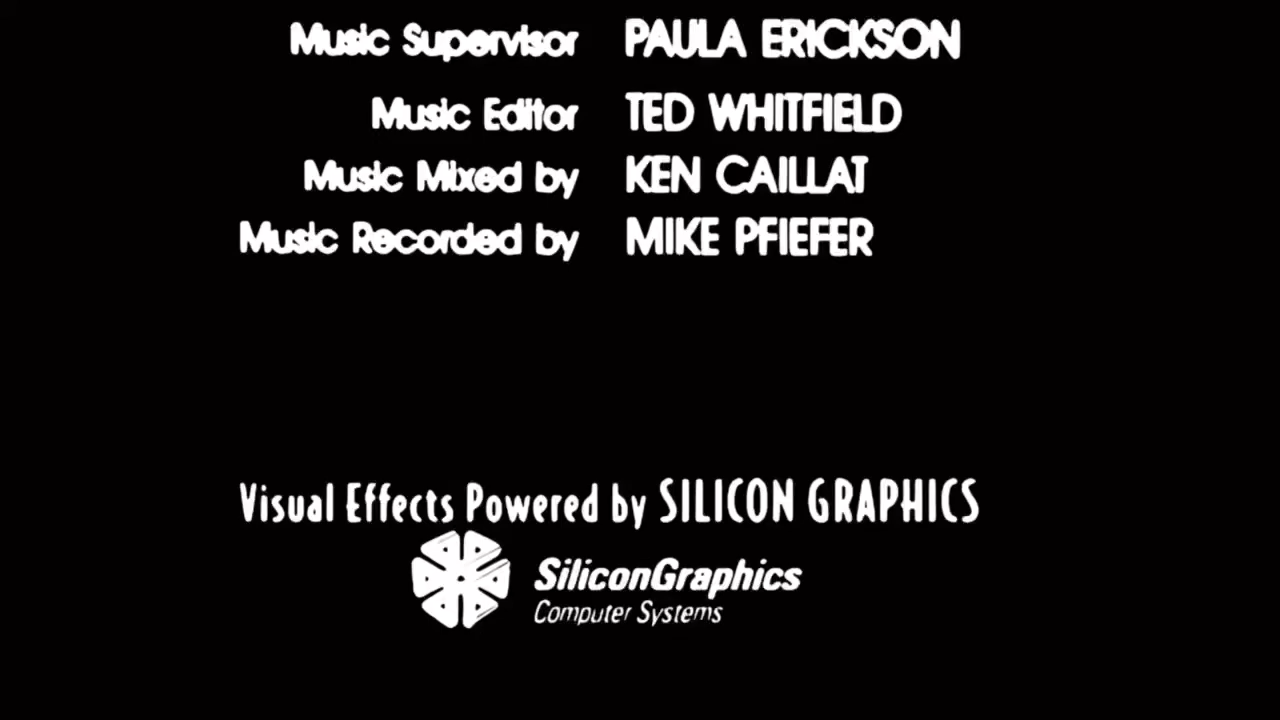 Music Supervisor PAULA ERICKSON
Music Editor TED WHITFIELD
Music Mixed by KEN CAILLAT
Music Recorded by MIKE PFIEFER
Visual Effects Powered by SILICON GRAPHICS
SiliconGraphics
Computer Systems